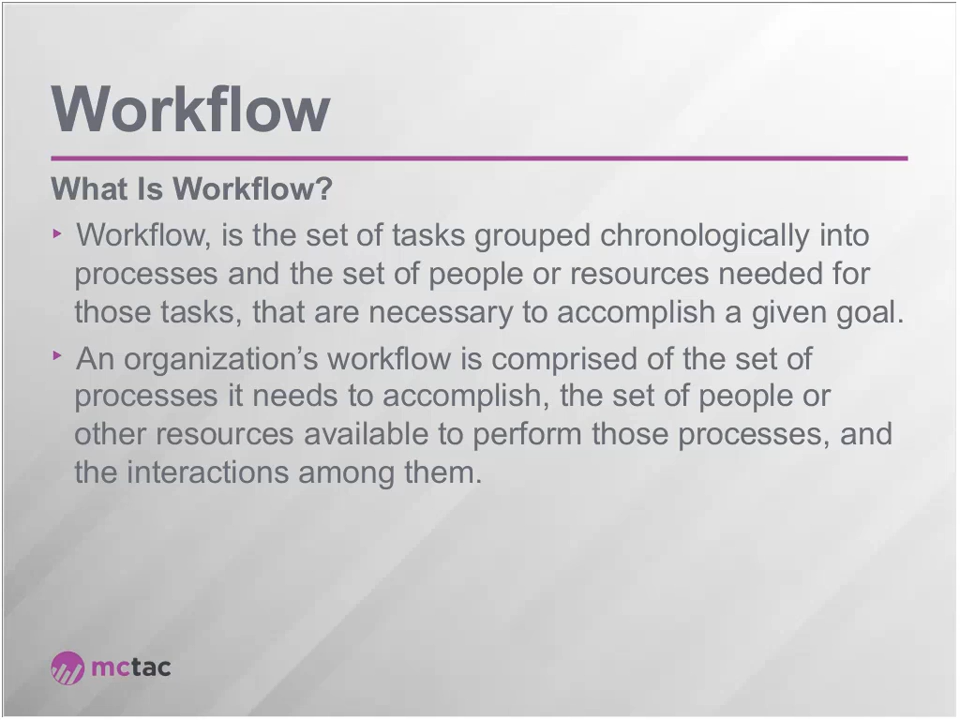 Workflow
What Is Workflow?
‣ Workflow, is the set of tasks grouped chronologically into
processes and the set of people or resources needed for
those tasks, that are necessary to accomplish a given goal.
‣ An organization’s workflow is comprised of the set of
processes it needs to accomplish, the set of people or
other resources available to perform those processes, and
the interactions among them.
mctac